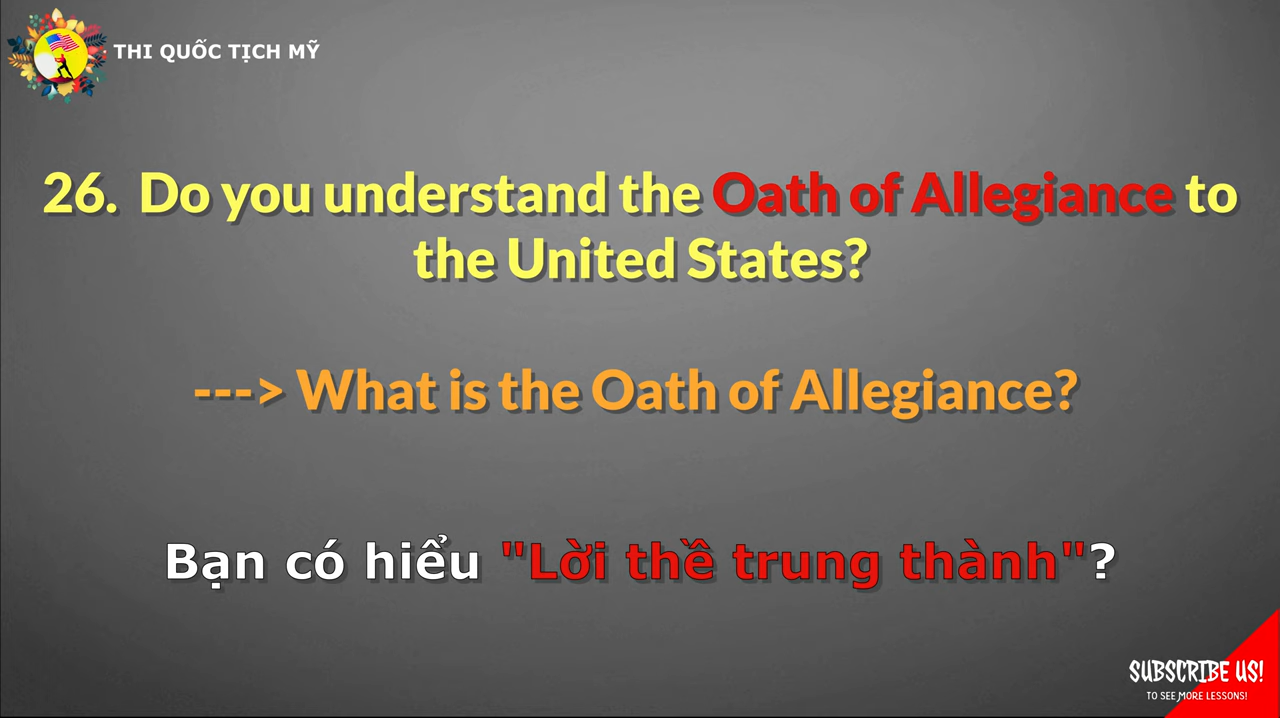 THI QUỐC TỊCH MỸ
26. Do you understand the Oath of Allegiance to
the United States?
---> What is the Oath of Allegiance?
Bạn có hiểu "Lời thề trung thành"?
SUBSCRIBE US!
TO SEE MORE LESSONS!